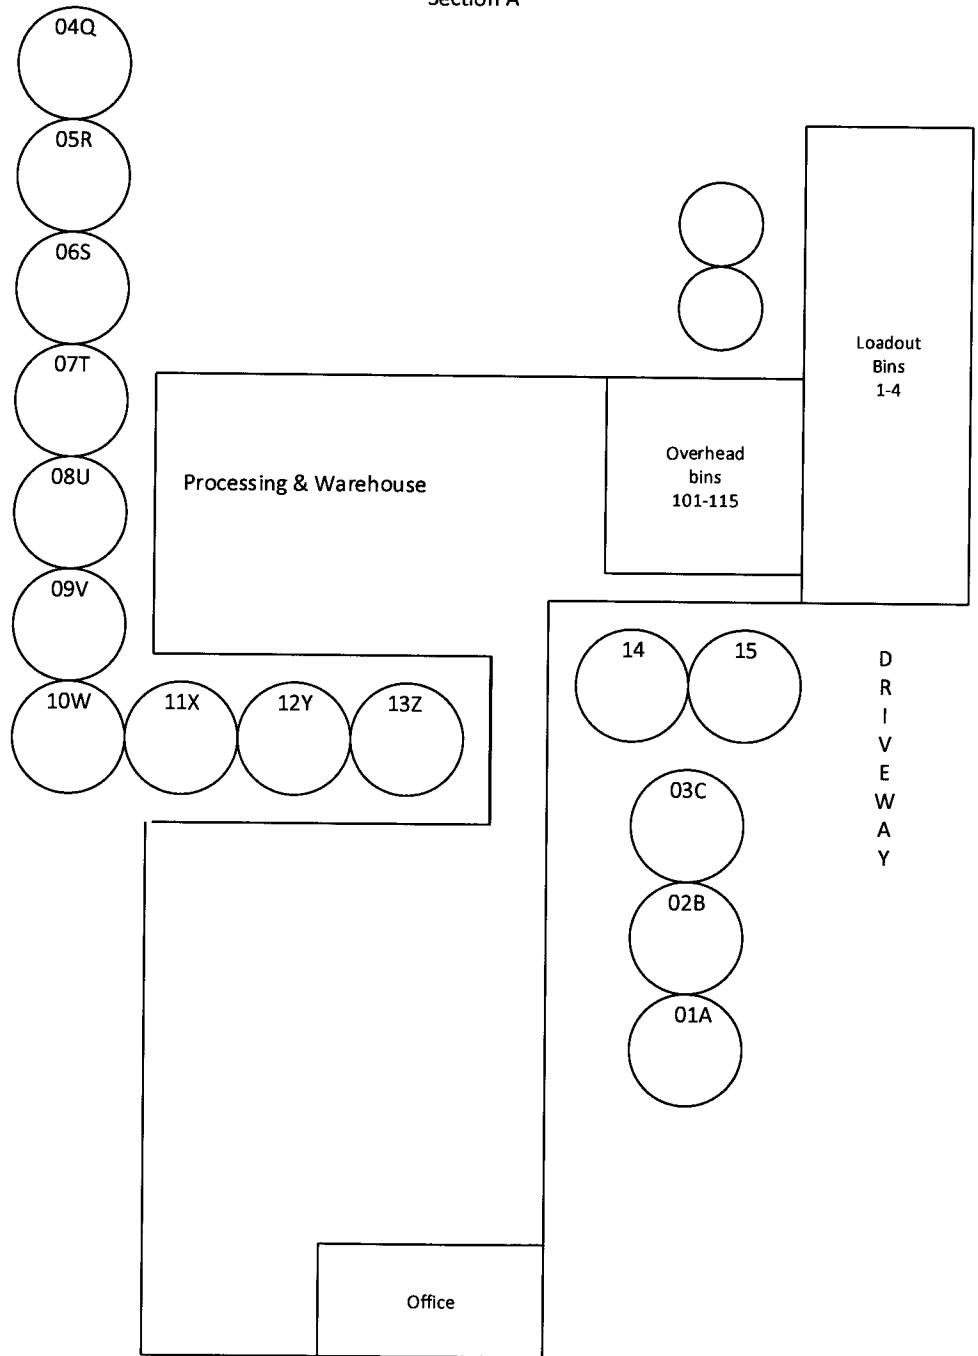 Section A
04Q
05R
06S
07T
Loadout
Bins
1-4
08U
Processing & Warehouse
Overhead
bins
101-115
09V
10W
11X
12Y
13Z
14
15
D
R
I
V
E
W
A
Y
03C
02B
01A
Office